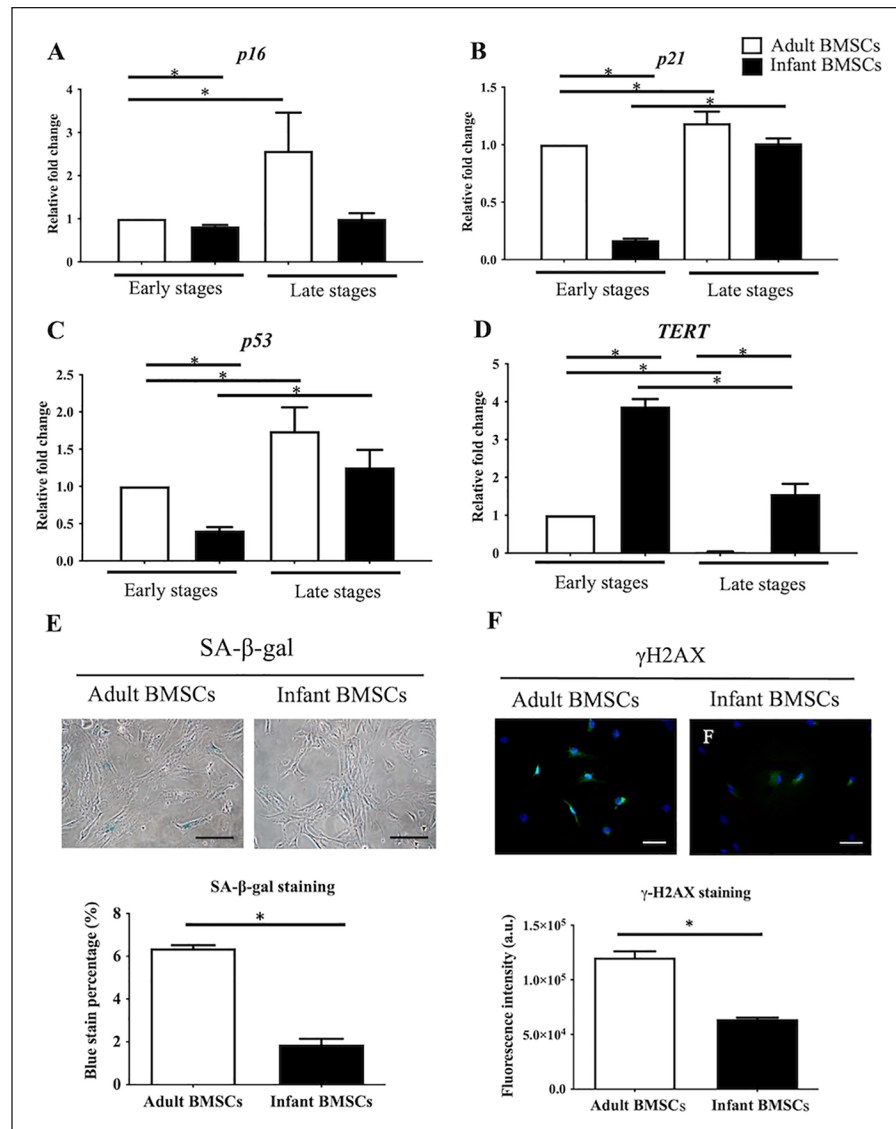 A
p16
*
*
Relative fold change
4
3
2
1
0
Early stages
Late stages
B
p21
Adult BMSCs
Infant BMSCs
*
*
*
Relative fold change
1.5
1.0
0.5
0.0
Early stages
Late stages
C
p53
*
*
*
Relative fold change
2.5
2.0
1.5
1.0
0.5
0.0
Early stages
Late stages
D
TERT
*
*
*
*
Relative fold change
5
4
3
2
1
0
Early stages
Late stages
E
SA-β-gal
Adult BMSCs
Infant BMSCs
SA-β-gal staining
*
Blue stain percentage (%)
8
6
4
2
0
Adult BMSCs
Infant BMSCs
F
γH2AX
Adult BMSCs
Infant BMSCs
F
γ-H2AX staining
*
Fluorescence intensity (a.u.)
1.5×10⁵
1.0×10⁵
5.0×10⁴
0.0
Adult BMSCs
Infant BMSCs